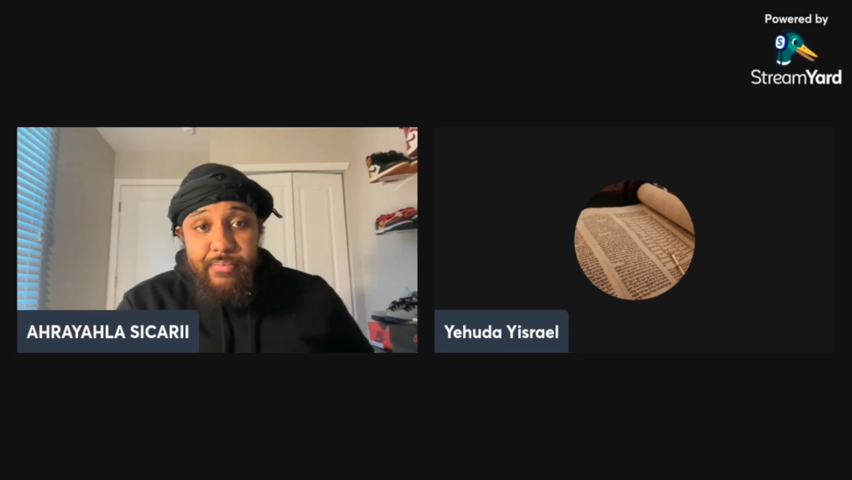 Powered by
StreamYard
AHRAYAHLA SICARII
Yehuda Yisrael